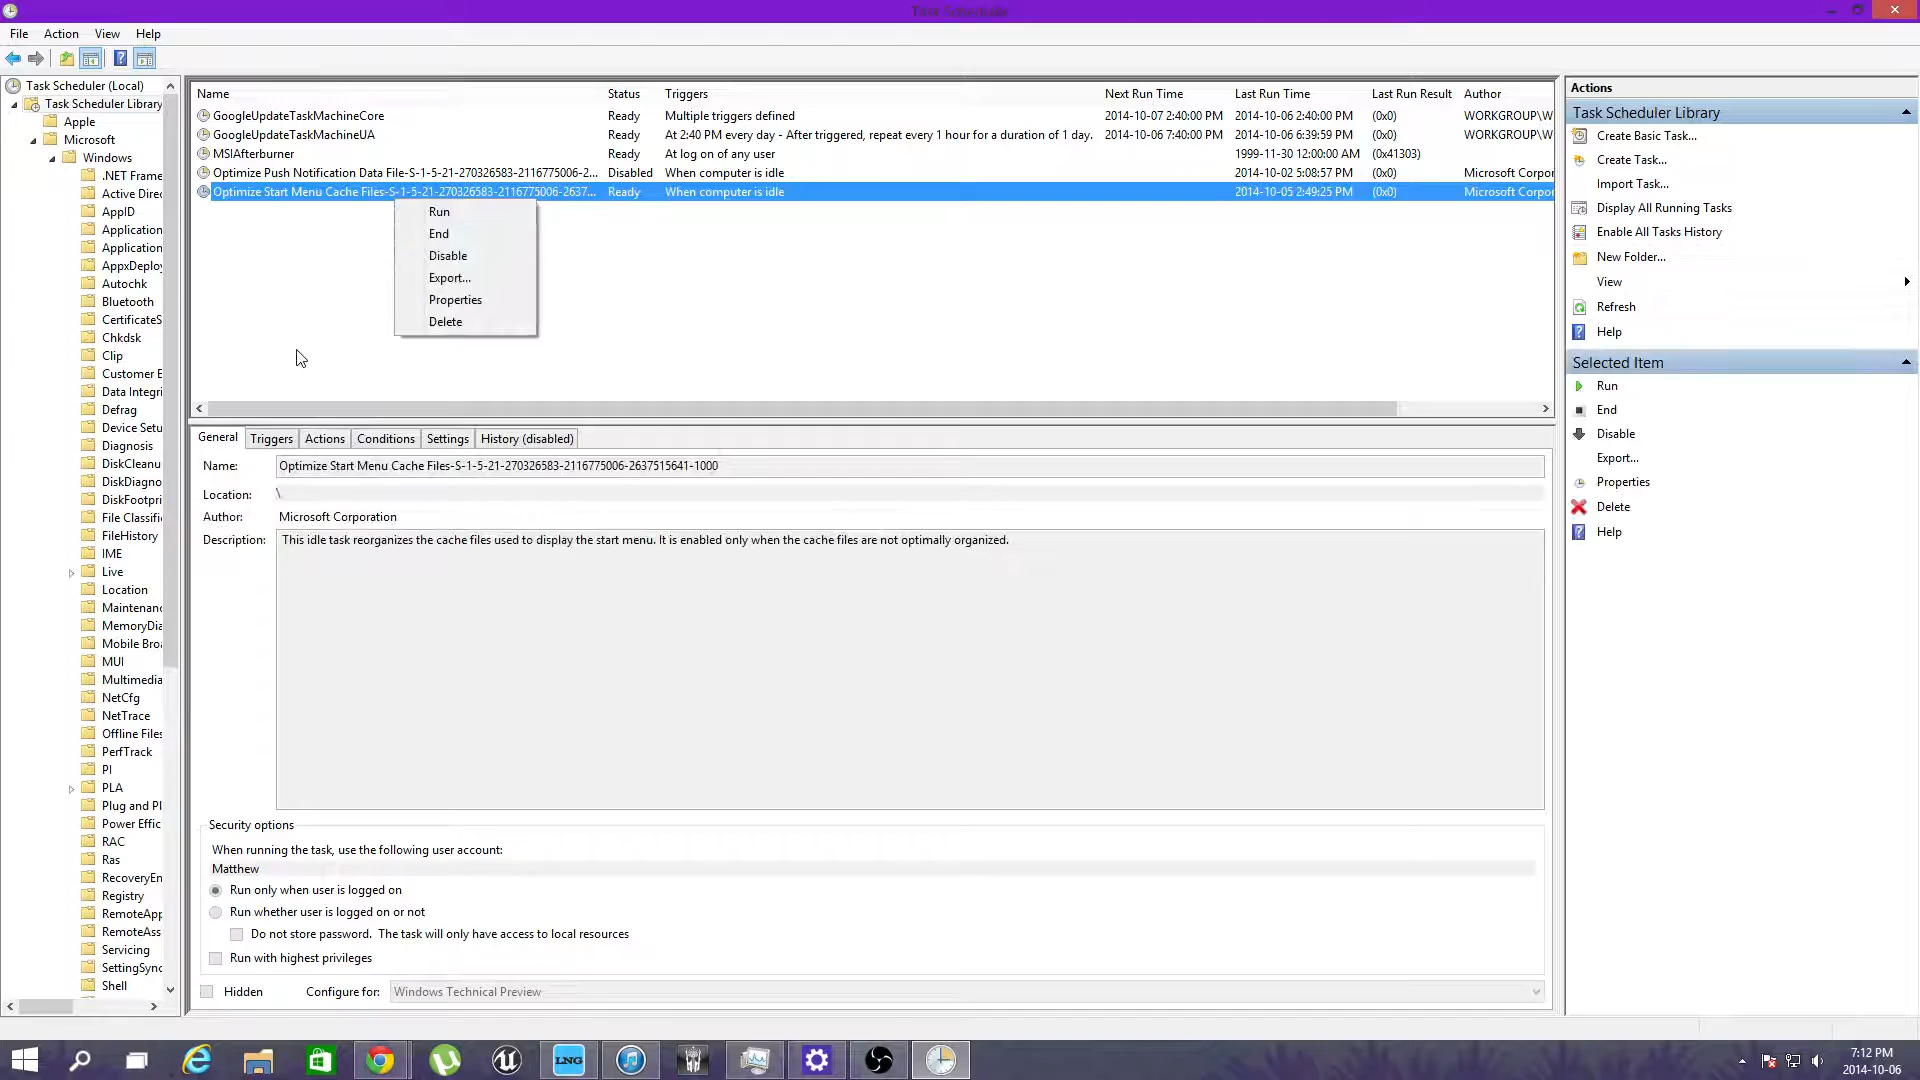 Task Scheduler
File Action View Help
Task Scheduler (Local)
Task Scheduler Library
Apple
Microsoft
Windows
.NET Frame
Active Direc
AppID
Application
Application
AppxDeploy
Autochk
Bluetooth
CertificateS
Chkdsk
Clip
Customer E
Data Integri
Defrag
Device Setu
Diagnosis
DiskCleanu
DiskDiagno
DiskFootpri
File Classifi
FileHistory
IME
Live
Location
Maintenanc
MemoryDia
Mobile Broa
MUI
Multimedia
NetCfg
NetTrace
Offline Files
PerfTrack
PI
PLA
Plug and Pl
Power Effic
RAC
Ras
RecoveryEn
Registry
RemoteApp
RemoteAss
Servicing
SettingSync
Shell
Name Status Triggers Next Run Time Last Run Time Last Run Result Author
GoogleUpdateTaskMachineCore Ready Multiple triggers defined 2014-10-07 2:40:00 PM 2014-10-06 2:40:00 PM (0x0) WORKGROUP\W
GoogleUpdateTaskMachineUA Ready At 2:40 PM every day - After triggered, repeat every 1 hour for a duration of 1 day. 2014-10-06 7:40:00 PM 2014-10-06 6:39:59 PM (0x0) WORKGROUP\W
MSIAfterburner Ready At log on of any user 1999-11-30 12:00:00 AM (0x41303)
Optimize Push Notification Data File-S-1-5-21-270326583-2116775006-2... Disabled When computer is idle 2014-10-02 5:08:57 PM (0x0) Microsoft Corpor
Optimize Start Menu Cache Files-S-1-5-21-270326583-2116775006-2637... Ready When computer is idle 2014-10-05 2:49:25 PM (0x0) Microsoft Corpor
Run
End
Disable
Export...
Properties
Delete
General Triggers Actions Conditions Settings History (disabled)
Name: Optimize Start Menu Cache Files-S-1-5-21-270326583-2116775006-2637515641-1000
Location: \
Author: Microsoft Corporation
Description: This idle task reorganizes the cache files used to display the start menu. It is enabled only when the cache files are not optimally organized.
Security options
When running the task, use the following user account:
Matthew
Run only when user is logged on
Run whether user is logged on or not
Do not store password. The task will only have access to local resources
Run with highest privileges
Hidden Configure for: Windows Technical Preview
Actions
Task Scheduler Library
Create Basic Task...
Create Task...
Import Task...
Display All Running Tasks
Enable All Tasks History
New Folder...
View
Refresh
Help
Selected Item
Run
End
Disable
Export...
Properties
Delete
Help
LNG
7:12 PM
2014-10-06